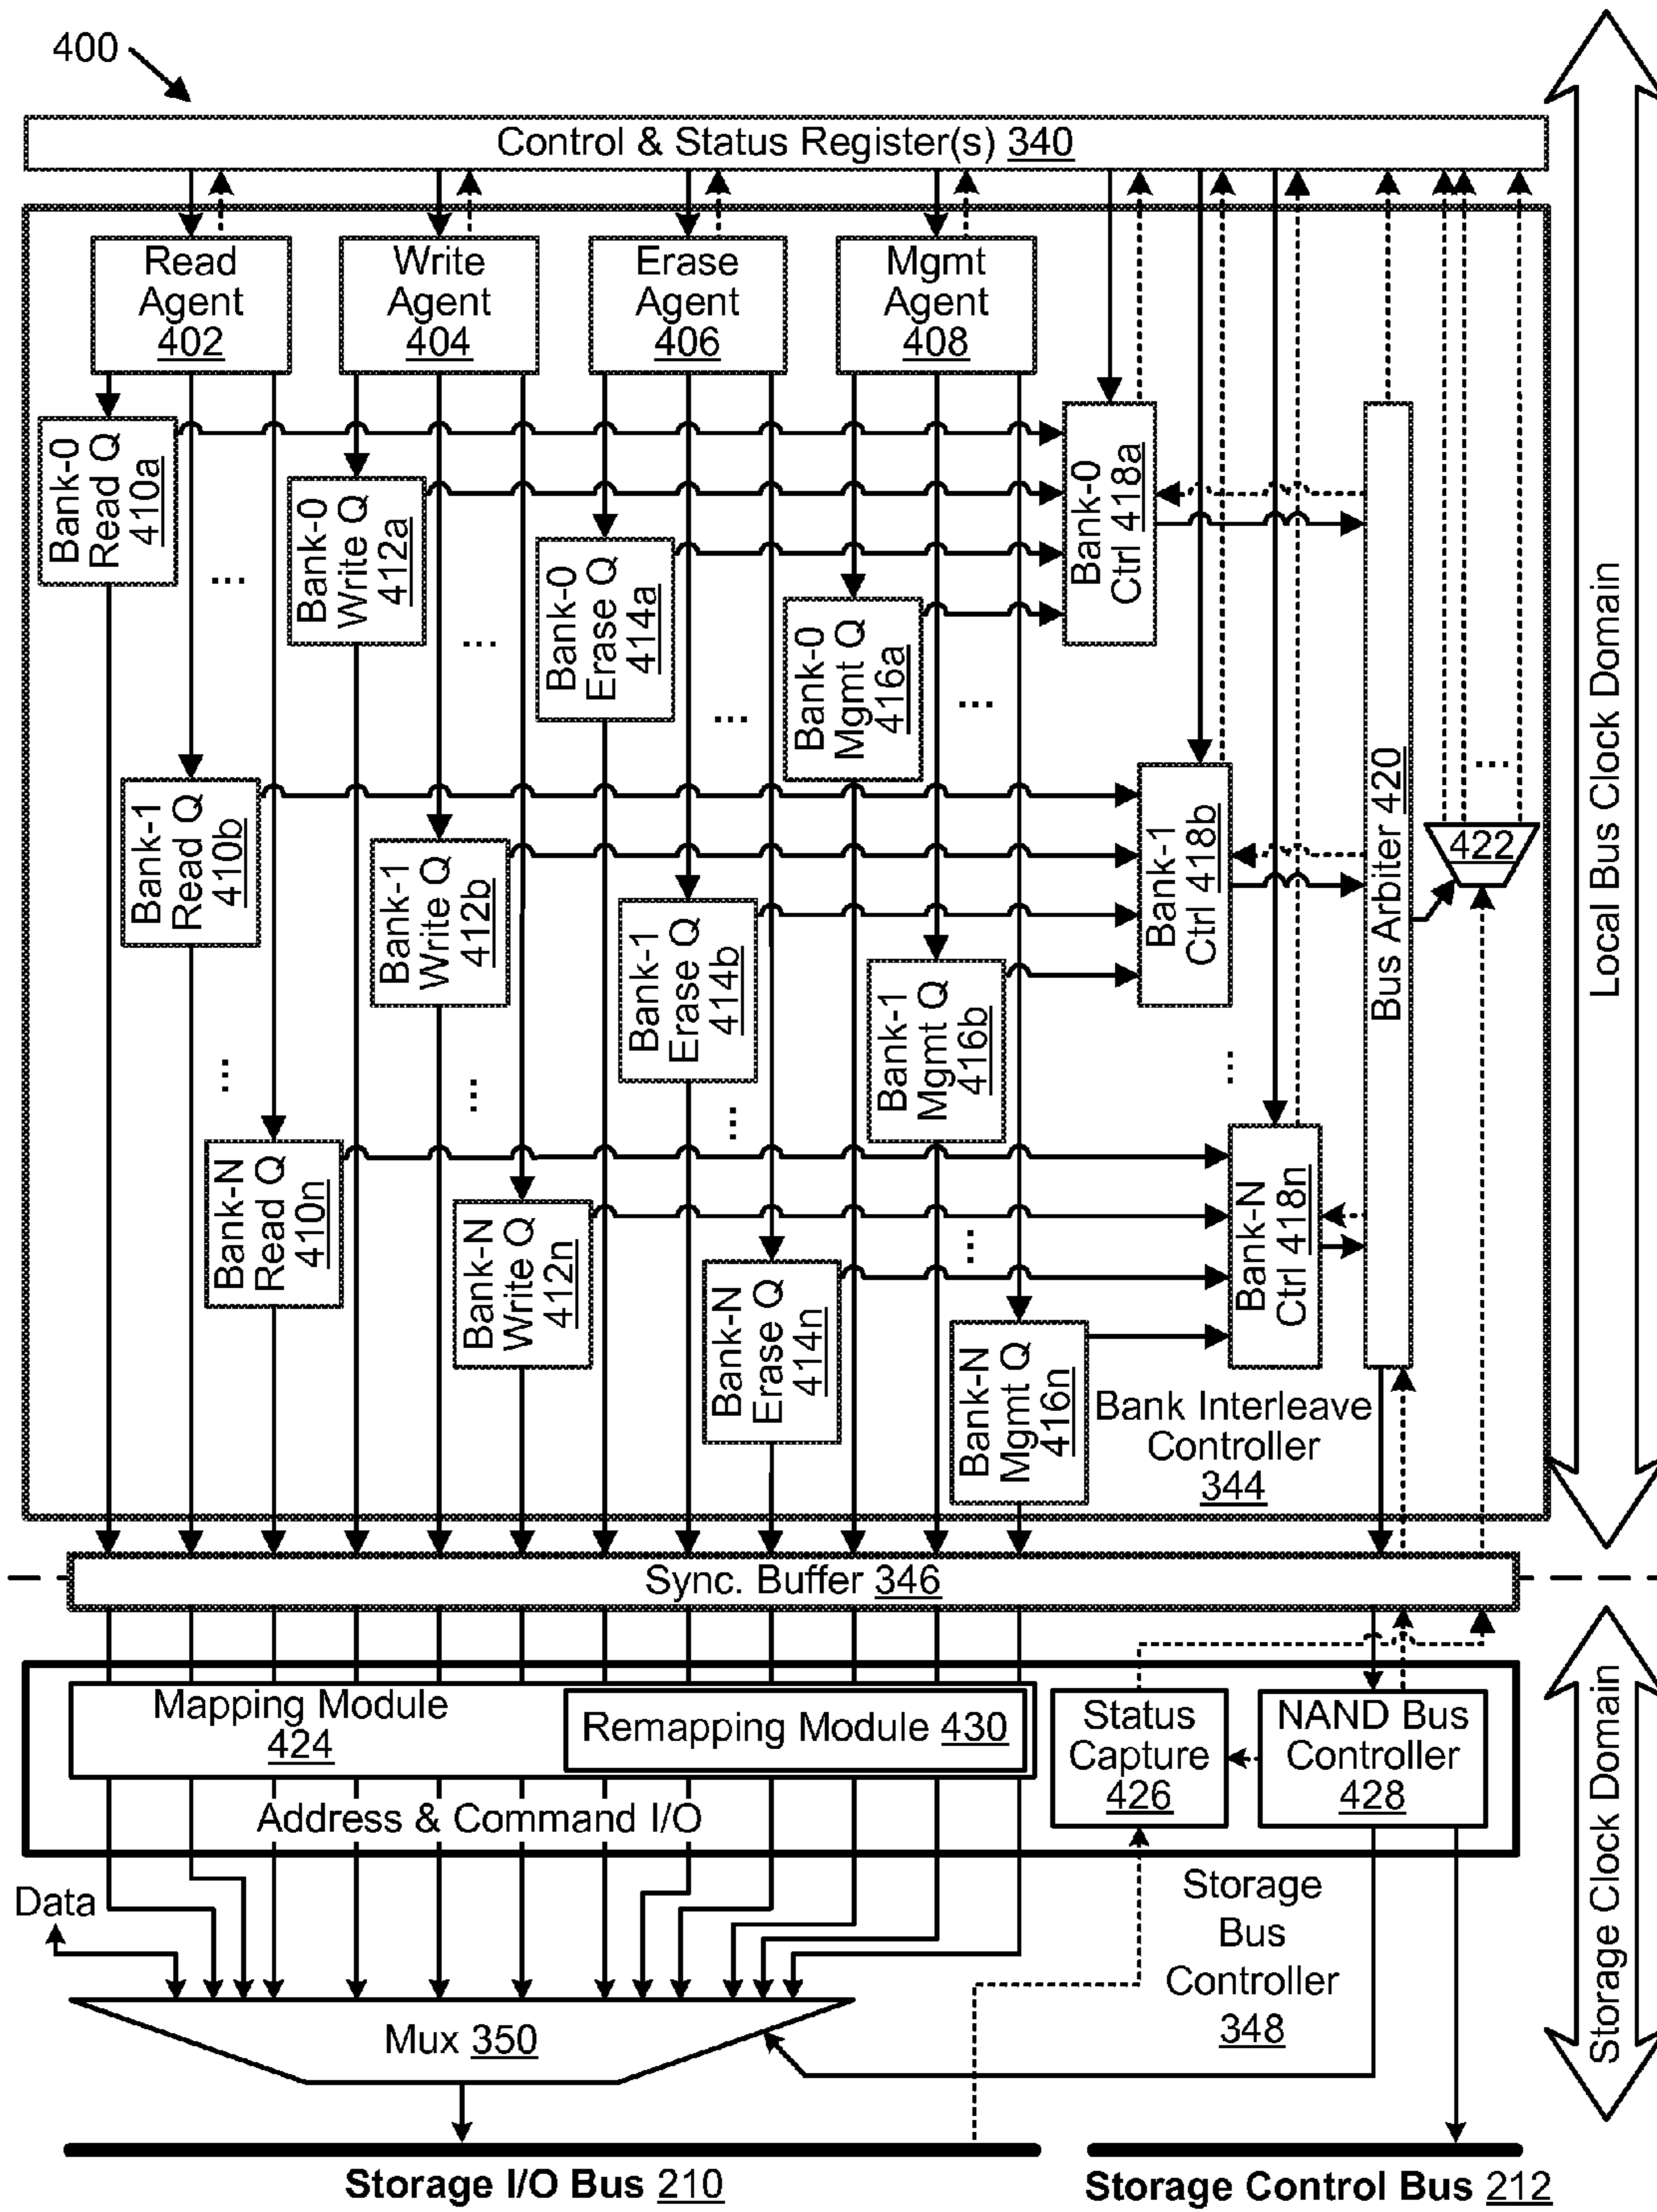 400
Control & Status Register(s) 340
Read
Agent
402
Write
Agent
404
Erase
Agent
406
Mgmt
Agent
408
Bank-0
Read Q
410a
Bank-0
Write Q
412a
Bank-0
Erase Q
414a
Bank-0
Mgmt Q
416a
Bank-0
Ctrl 418a
...
...
...
...
Bank-1
Read Q
410b
Bank-1
Write Q
412b
Bank-1
Erase Q
414b
Bank-1
Mgmt Q
416b
Bank-1
Ctrl 418b
Bus Arbiter 420
...
422
Local Bus Clock Domain
...
...
...
...
...
Bank-N
Read Q
410n
Bank-N
Write Q
412n
Bank-N
Erase Q
414n
Bank-N
Mgmt Q
416n
Bank-N
Ctrl 418n
Bank Interleave
Controller
344
Sync. Buffer 346
Mapping Module
424
Remapping Module 430
Status
Capture
426
NAND Bus
Controller
428
Address & Command I/O
Storage Clock Domain
Data
Storage
Bus
Controller
348
Mux 350
Storage I/O Bus 210
Storage Control Bus 212